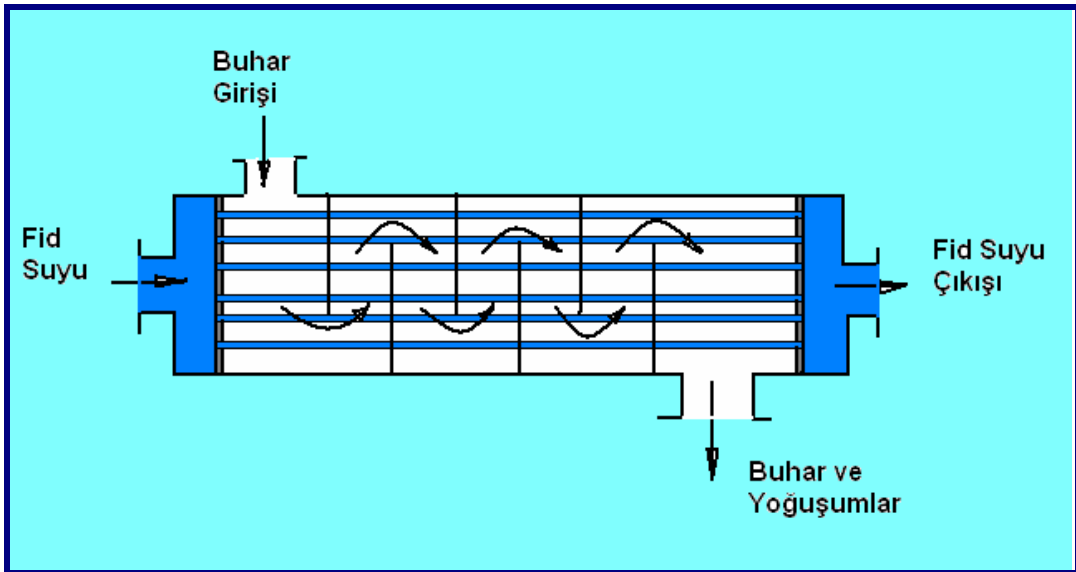 Buhar
Girişi
Fid
Suyu
Fid Suyu
Çıkışı
Buhar ve
Yoğuşumlar